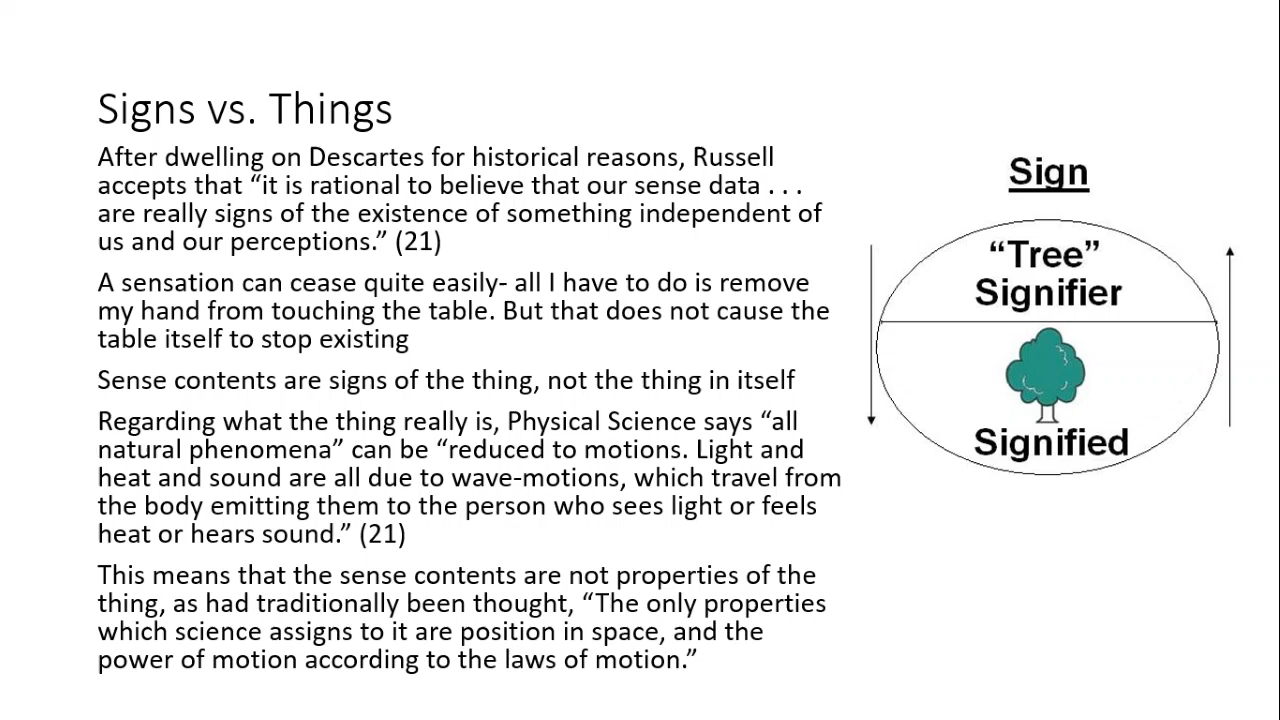 Signs vs. Things
After dwelling on Descartes for historical reasons, Russell
accepts that “it is rational to believe that our sense data . . .
are really signs of the existence of something independent of
us and our perceptions.” (21)
A sensation can cease quite easily- all I have to do is remove
my hand from touching the table. But that does not cause the
table itself to stop existing
Sense contents are signs of the thing, not the thing in itself
Regarding what the thing really is, Physical Science says “all
natural phenomena” can be “reduced to motions. Light and
heat and sound are all due to wave-motions, which travel from
the body emitting them to the person who sees light or feels
heat or hears sound.” (21)
This means that the sense contents are not properties of the
thing, as had traditionally been thought, “The only properties
which science assigns to it are position in space, and the
power of motion according to the laws of motion.”
Sign
“Tree”
Signifier
Signified